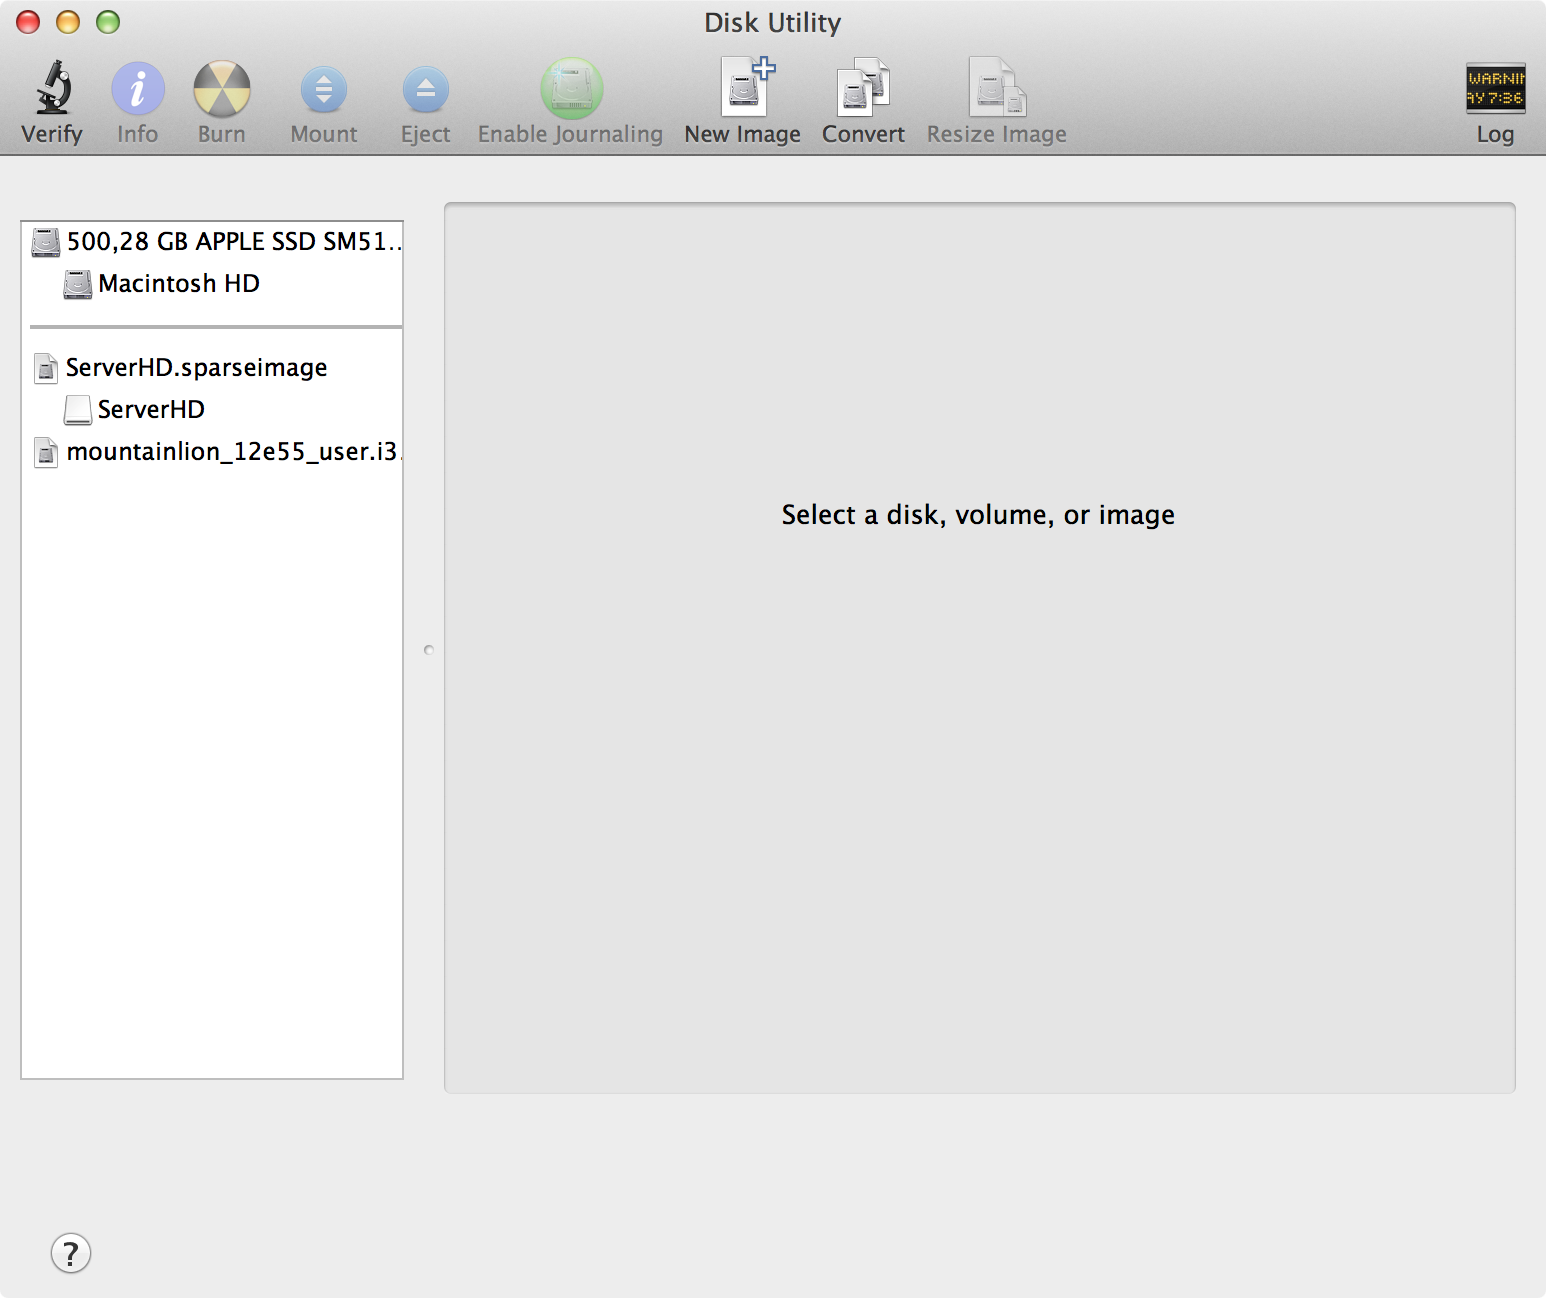 Disk Utility
Verify
Info
Burn
Mount
Eject
Enable Journaling
New Image
Convert
Resize Image
WARNIN
AY 7:36
Log
500,28 GB APPLE SSD SM51...
Macintosh HD
ServerHD.sparseimage
ServerHD
mountainlion_12e55_user.i3.
Select a disk, volume, or image
?